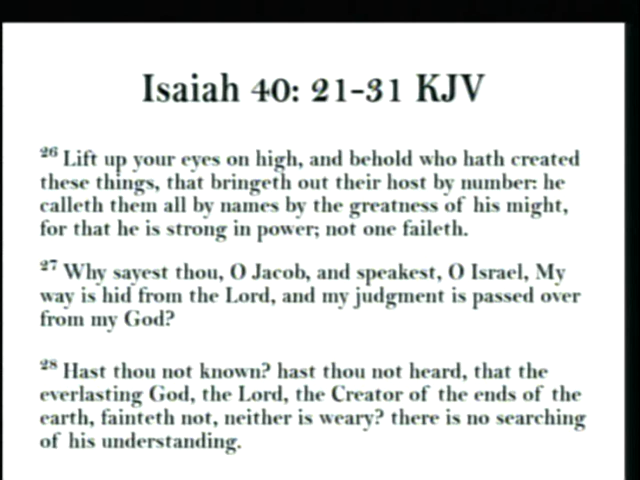 Isaiah 40: 21-31 KJV
26 Lift up your eyes on high, and behold who hath created
these things, that bringeth out their host by number: he
calleth them all by names by the greatness of his might,
for that he is strong in power; not one faileth.
27 Why sayest thou, O Jacob, and speakest, O Israel, My
way is hid from the Lord, and my judgment is passed over
from my God?
28 Hast thou not known? hast thou not heard, that the
everlasting God, the Lord, the Creator of the ends of the
earth, fainteth not, neither is weary? there is no searching
of his understanding.